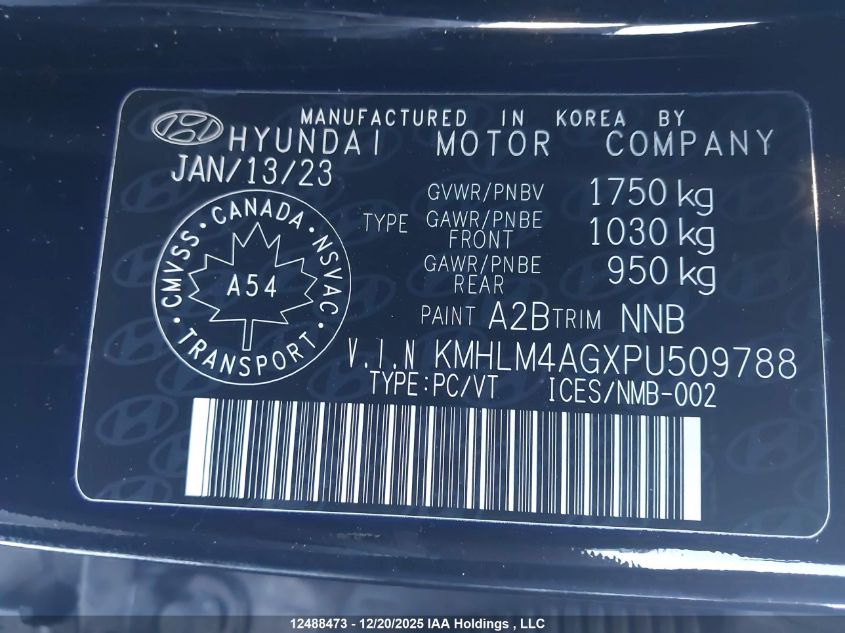 MANUFACTURED IN KOREA BY
HYUNDAI MOTOR COMPANY
JAN/13/23
GVWR/PNBV 1750 kg
TYPE GAWR/PNBE FRONT 1030 kg
GAWR/PNBE REAR 950 kg
PAINT A2B TRIM NNB
CMVSS · CANADA · NSVAC · TRANSPORT ·
A54
V.I.N KMHLM4AGXPU509788
TYPE:PC/VT ICES/NMB-002
12488473 - 12/20/2025 IAA Holdings , LLC